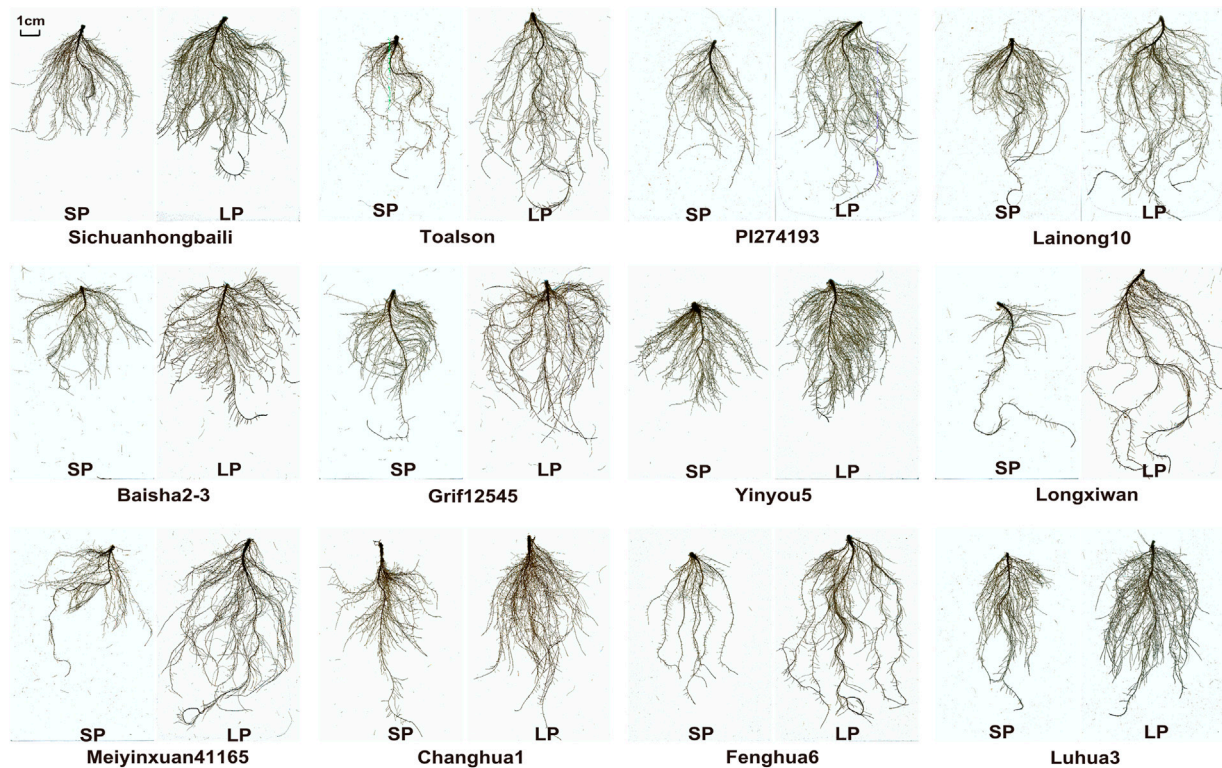 1cm
SP LP SP LP SP LP SP LP
Sichuanhongbaili Toalson PI274193 Lainong10
SP LP SP LP SP LP SP LP
Baisha2-3 Grif12545 Yinyou5 Longxiwan
SP LP SP LP SP LP SP LP
Meiyinxuan41165 Changhua1 Fenghua6 Luhua3